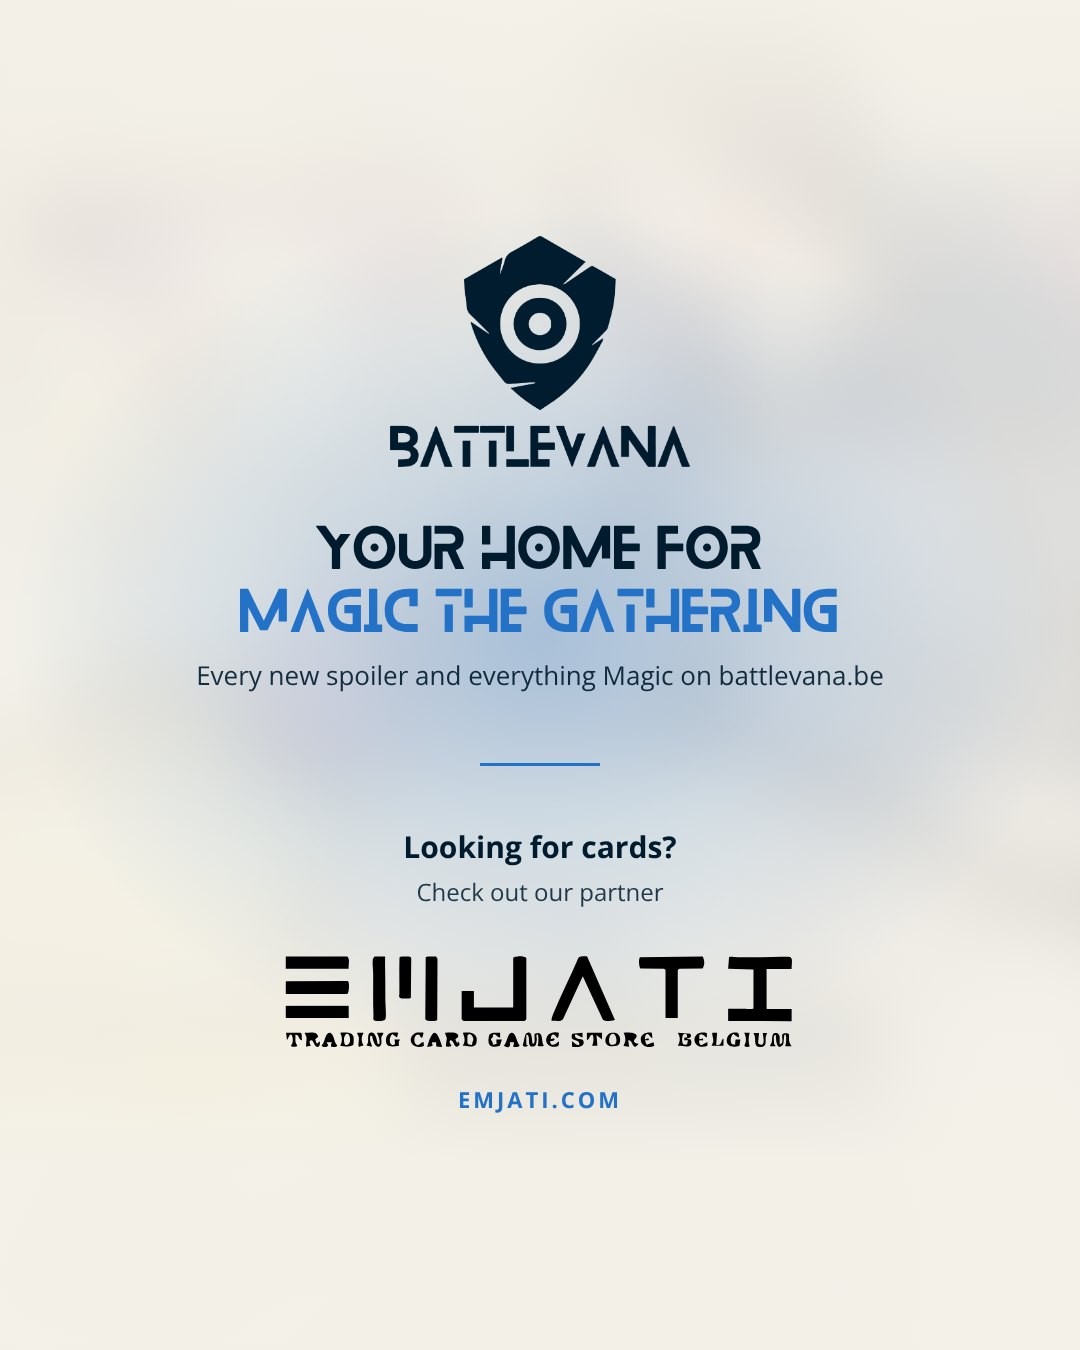 BATTLEVANA
YOUR HOME FOR
MAGIC THE GATHERING
Every new spoiler and everything Magic on battlevana.be
Looking for cards?
Check out our partner
EMJATI
TRADING CARD GAME STORE BELGIUM
EMJATI.COM